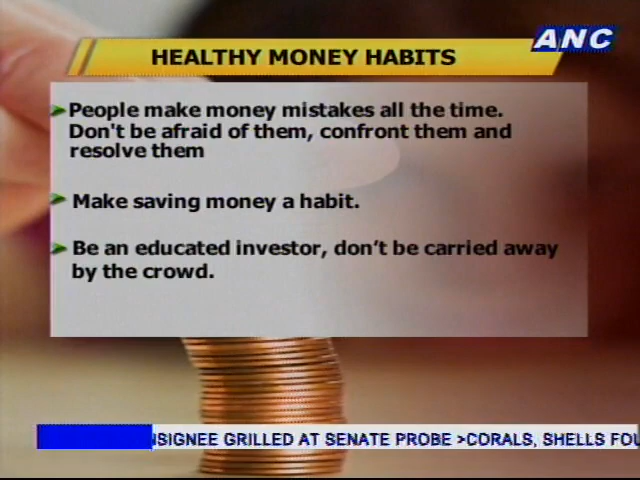 ANC
HEALTHY MONEY HABITS
People make money mistakes all the time.
Don't be afraid of them, confront them and
resolve them
Make saving money a habit.
Be an educated investor, don’t be carried away
by the crowd.
GRILLED AT SENATE PROBE >CORALS, SHELLS